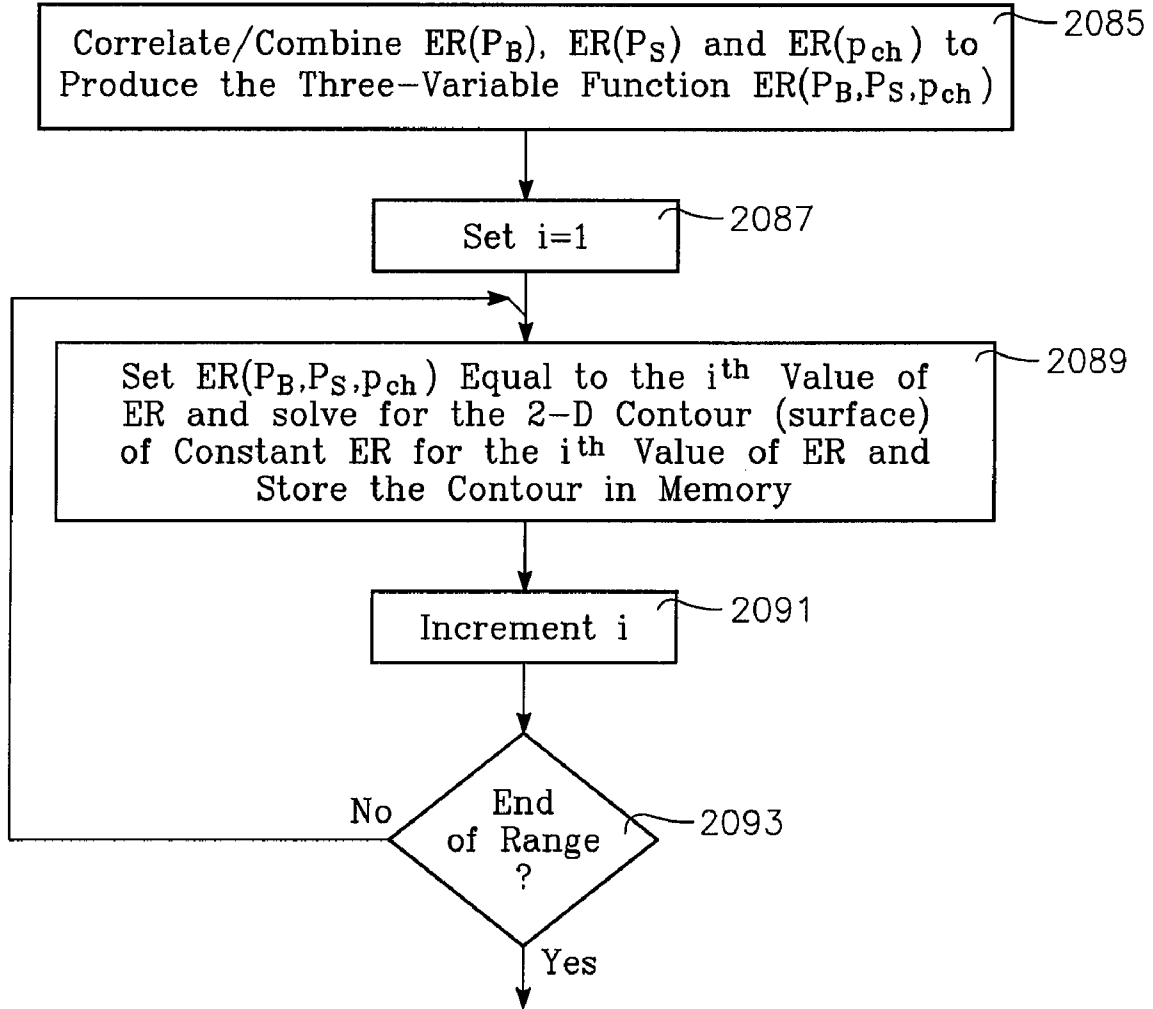 2085
Correlate/Combine ER(P_B), ER(P_S) and ER(p_ch) to
Produce the Three-Variable Function ER(P_B,P_S,p_ch)
2087
Set i=1
2089
Set ER(P_B,P_S,p_ch) Equal to the i^th Value of
ER and solve for the 2-D Contour (surface)
of Constant ER for the i^th Value of ER and
Store the Contour in Memory
2091
Increment i
2093
End
of Range
?
No
Yes